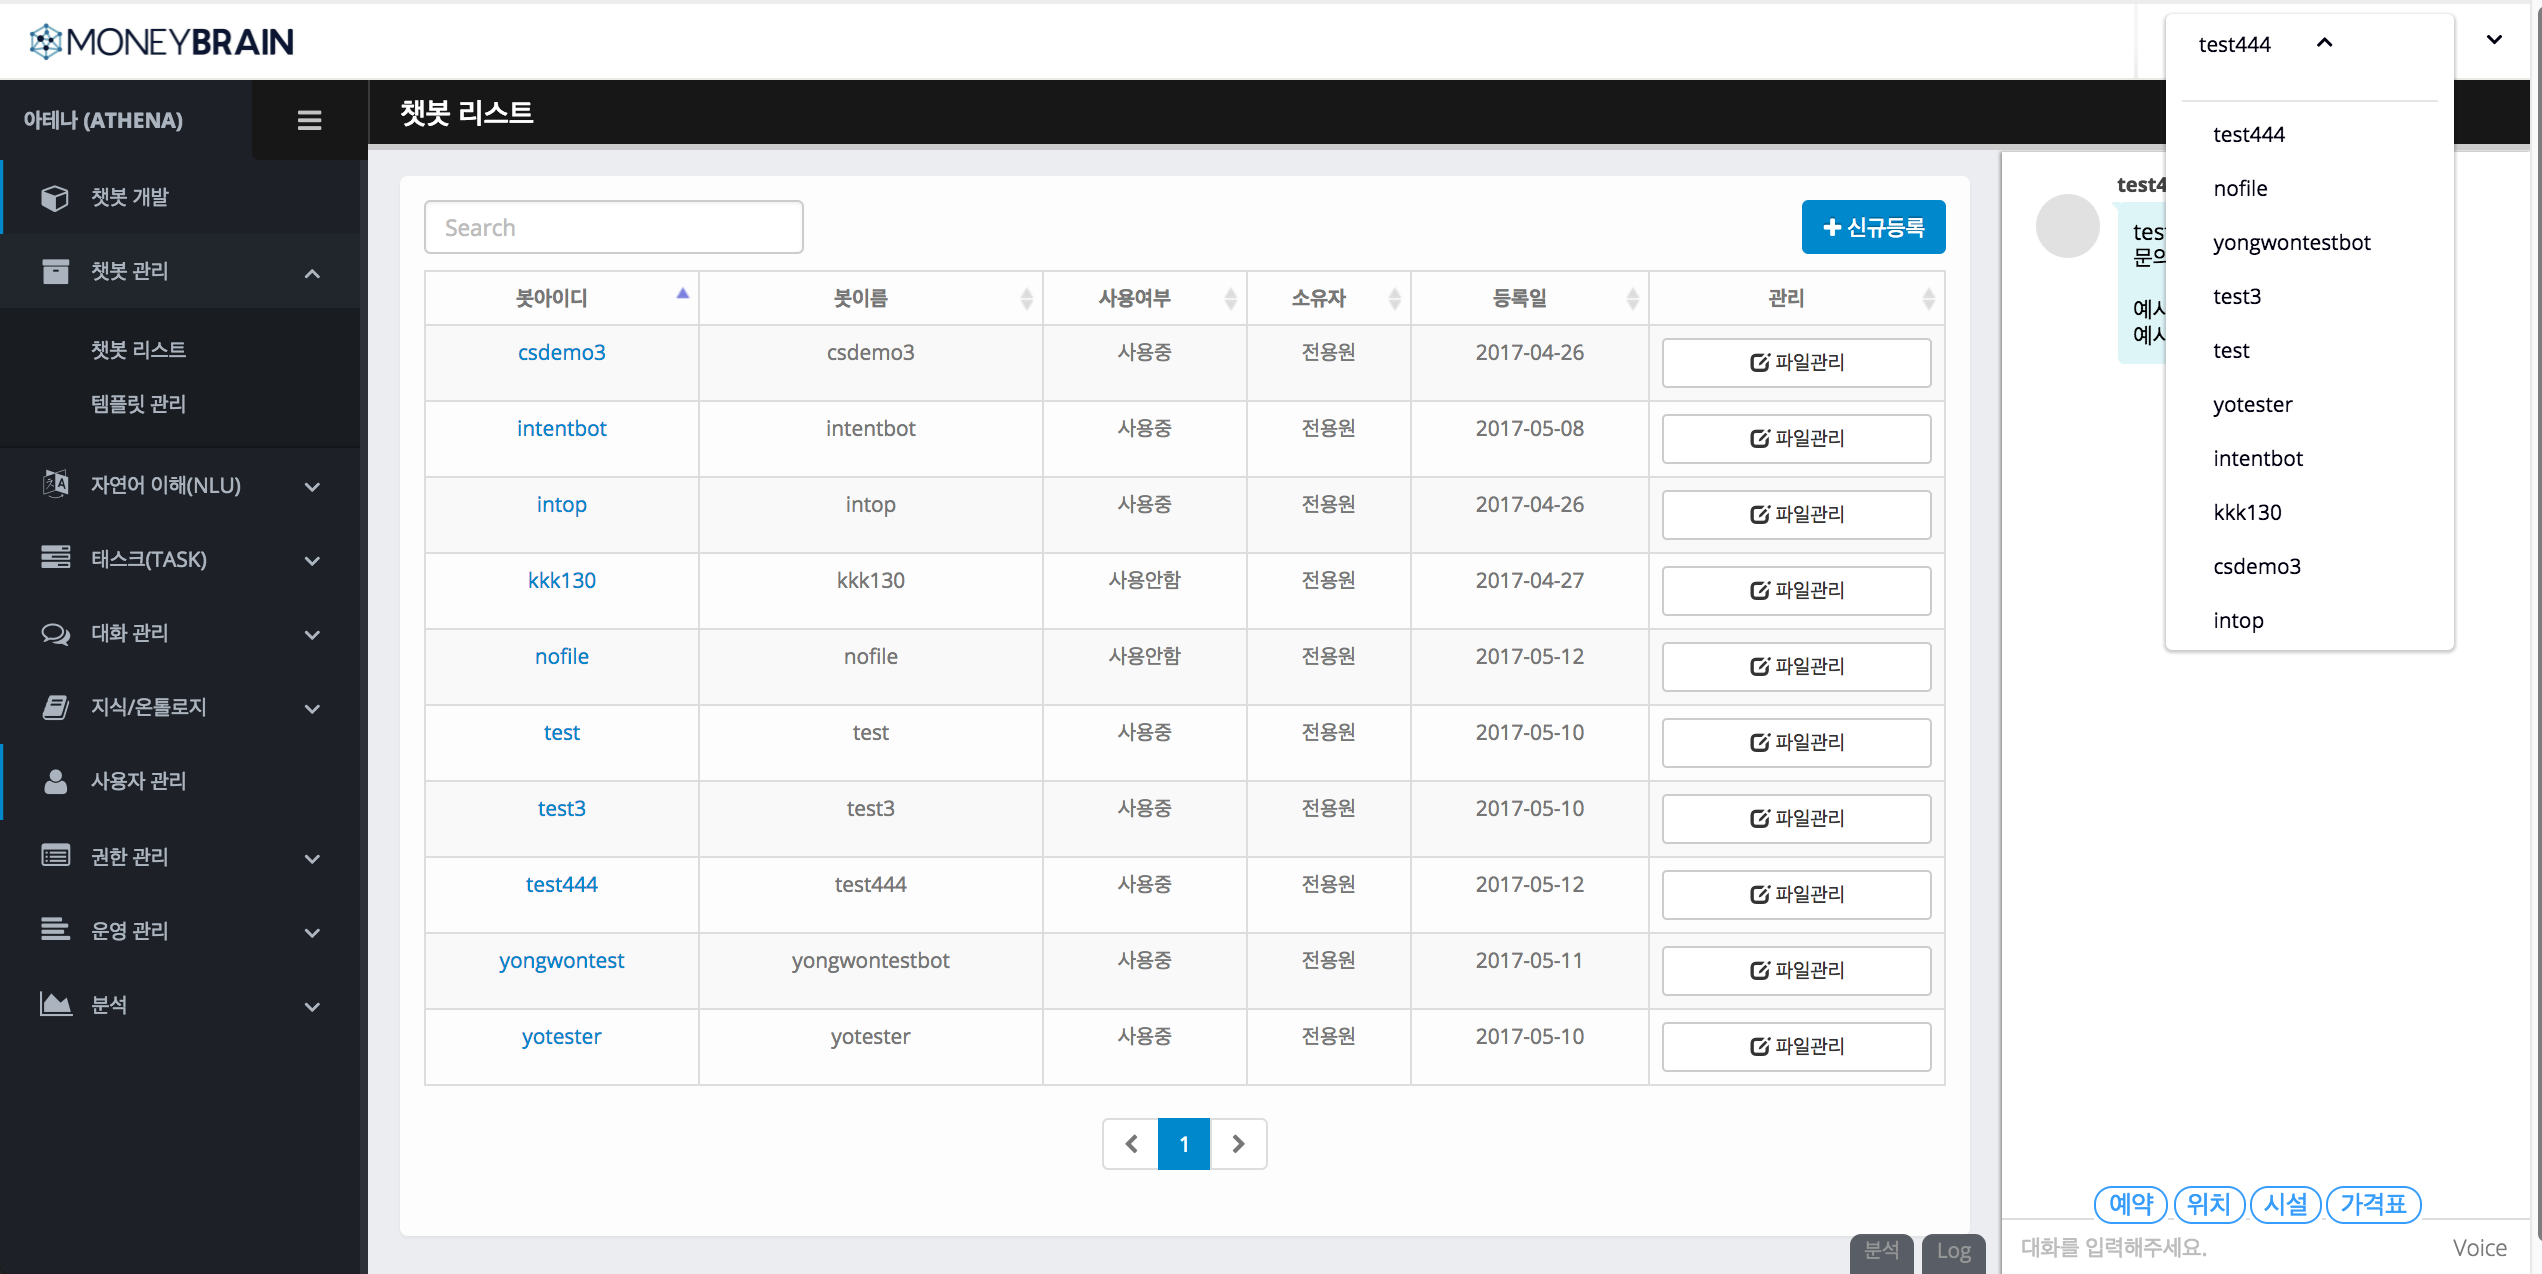 MONEYBRAIN
test444
아테나 (ATHENA)
챗봇 리스트
챗봇 개발
챗봇 관리
챗봇 리스트
템플릿 관리
자연어 이해(NLU)
태스크(TASK)
대화 관리
지식/온톨로지
사용자 관리
권한 관리
운영 관리
분석
Search
신규등록
봇아이디 봇이름 사용여부 소유자 등록일 관리
csdemo3 csdemo3 사용중 전용원 2017-04-26 파일관리
intentbot intentbot 사용중 전용원 2017-05-08 파일관리
intop intop 사용중 전용원 2017-04-26 파일관리
kkk130 kkk130 사용안함 전용원 2017-04-27 파일관리
nofile nofile 사용안함 전용원 2017-05-12 파일관리
test test 사용중 전용원 2017-05-10 파일관리
test3 test3 사용중 전용원 2017-05-10 파일관리
test444 test444 사용중 전용원 2017-05-12 파일관리
yongwontest yongwontestbot 사용중 전용원 2017-05-11 파일관리
yotester yotester 사용중 전용원 2017-05-10 파일관리
1
분석 Log
test444
nofile
yongwontestbot
test3
test
yotester
intentbot
kkk130
csdemo3
intop
test4
문의
예약 위치 시설 가격표
대화를 입력해주세요. Voice